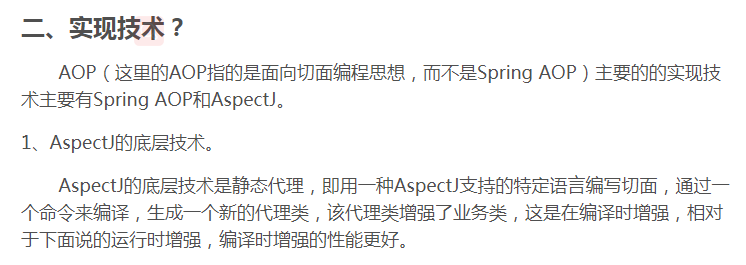 二、实现技术？
AOP（这里的AOP指的是面向切面编程思想，而不是Spring AOP）主要的的实现技
术主要有Spring AOP和AspectJ。
1、AspectJ的底层技术。
AspectJ的底层技术是静态代理，即用一种AspectJ支持的特定语言编写切面，通过一
个命令来编译，生成一个新的代理类，该代理类增强了业务类，这是在编译时增强，相对
于下面说的运行时增强，编译时增强的性能更好。